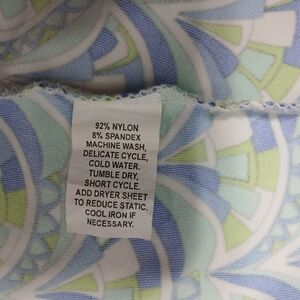 92% NYLON
8% SPANDEX
MACHINE WASH,
DELICATE CYCLE,
COLD WATER.
TUMBLE DRY,
SHORT CYCLE.
ADD DRYER SHEET
TO REDUCE STATIC.
COOL IRON IF
NECESSARY.